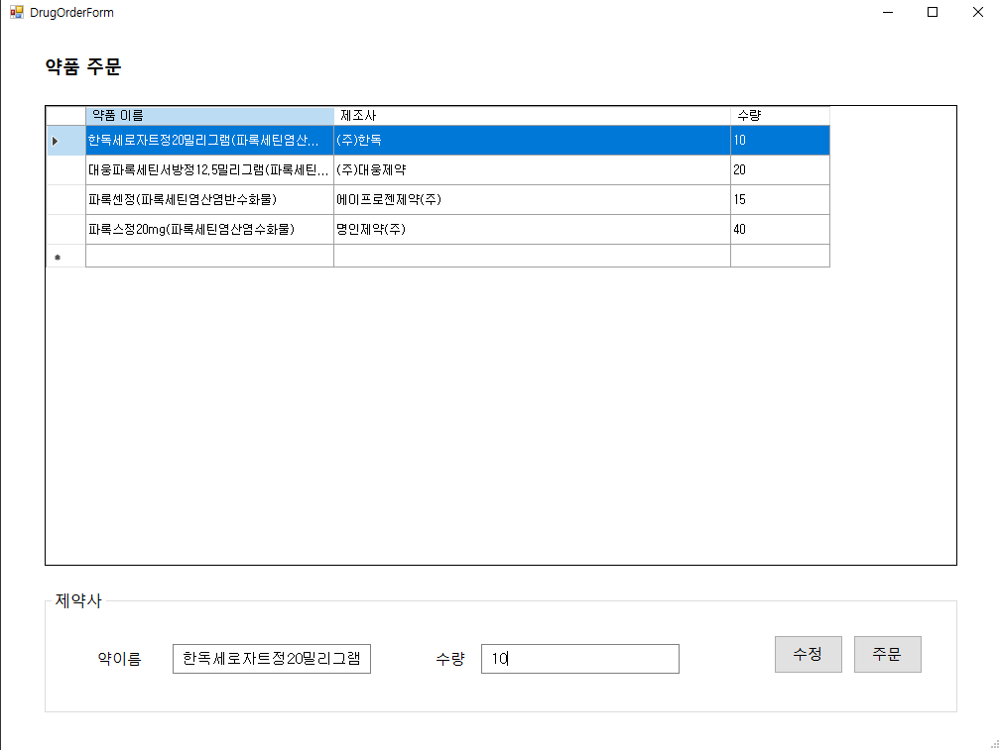 DrugOrderForm
약품 주문
약품 이름 제조사 수량
한독세로자트정20밀리그램(파록세틴염산... (주)한독 10
대웅파록세틴서방정12,5밀리그램(파록세틴... (주)대웅제약 20
파록센정(파록세틴염산염반수화물) 에이프로젠제약(주) 15
파록스정20mg(파록세틴염산염수화물) 명인제약(주) 40
제약사
약이름 한독세로자트정20밀리그램 수량 10 수정 주문